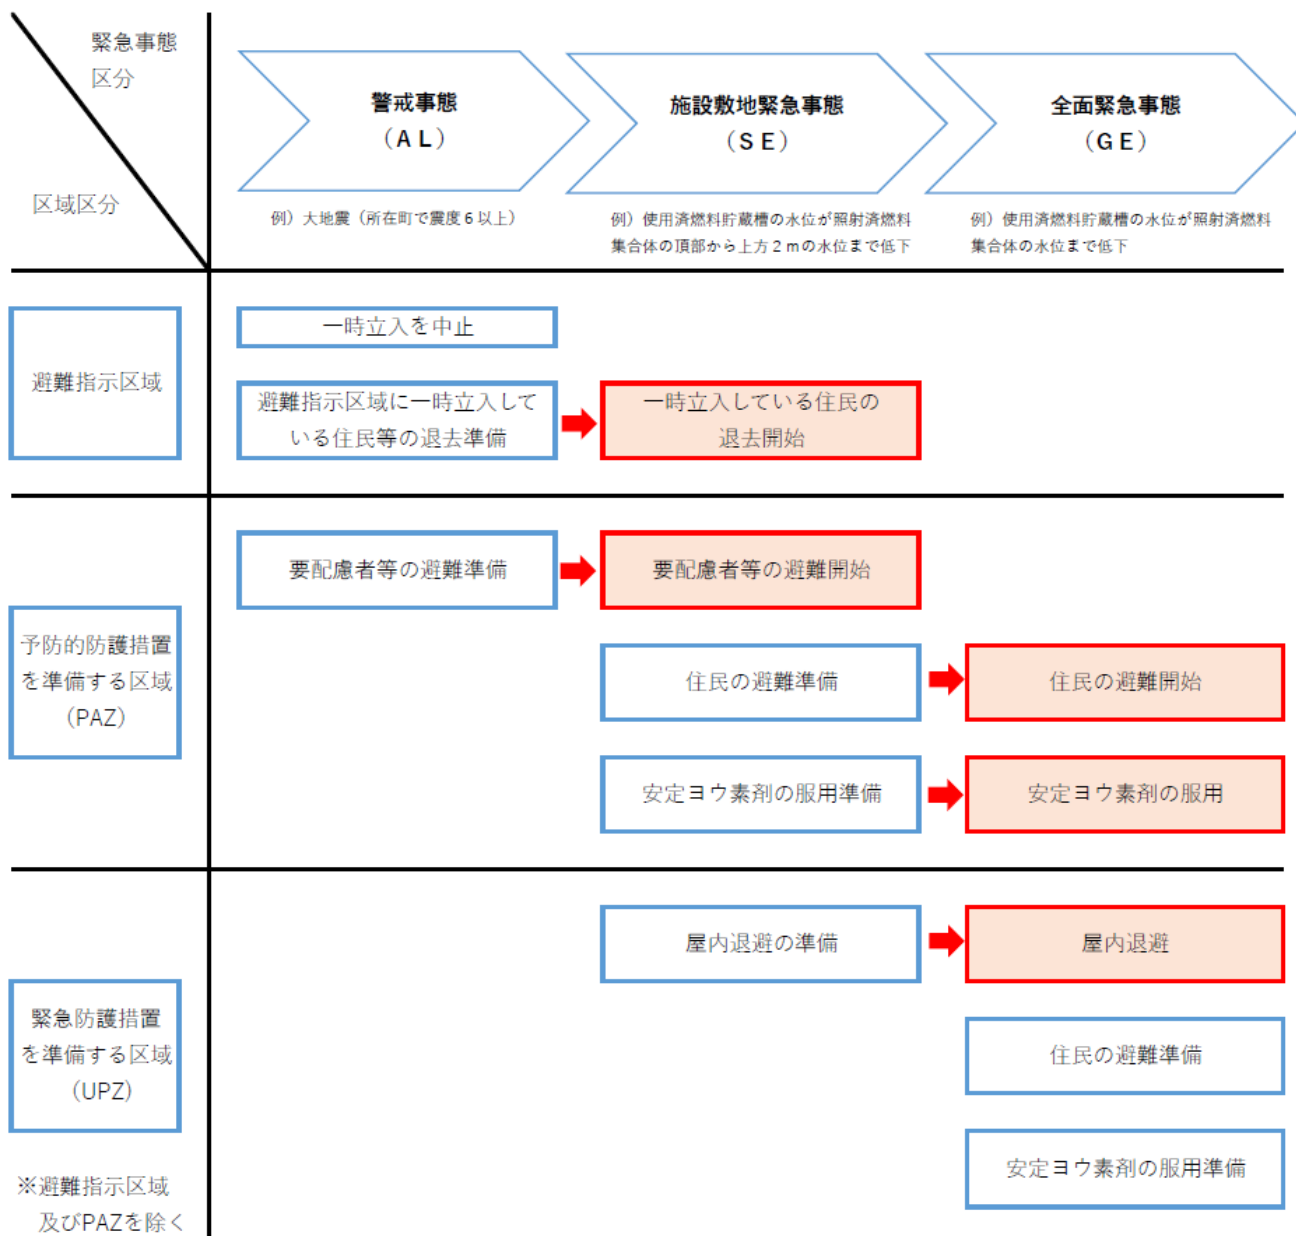 緊急事態
区分
区域区分
警戒事態
（ＡＬ）
例）大地震（所在町で震度６以上）
施設敷地緊急事態
（ＳＥ）
例）使用済燃料貯蔵槽の水位が照射済燃料
集合体の頂部から上方２ｍの水位まで低下
全面緊急事態
（ＧＥ）
例）使用済燃料貯蔵槽の水位が照射済燃料
集合体の水位まで低下
避難指示区域
一時立入を中止
避難指示区域に一時立入して
いる住民等の退去準備
一時立入している住民の
退去開始
予防的防護措置
を準備する区域
（PAZ）
要配慮者等の避難準備
要配慮者等の避難開始
住民の避難準備
住民の避難開始
安定ヨウ素剤の服用準備
安定ヨウ素剤の服用
緊急防護措置
を準備する区域
（UPZ）
※避難指示区域
及びPAZを除く
屋内退避の準備
屋内退避
住民の避難準備
安定ヨウ素剤の服用準備